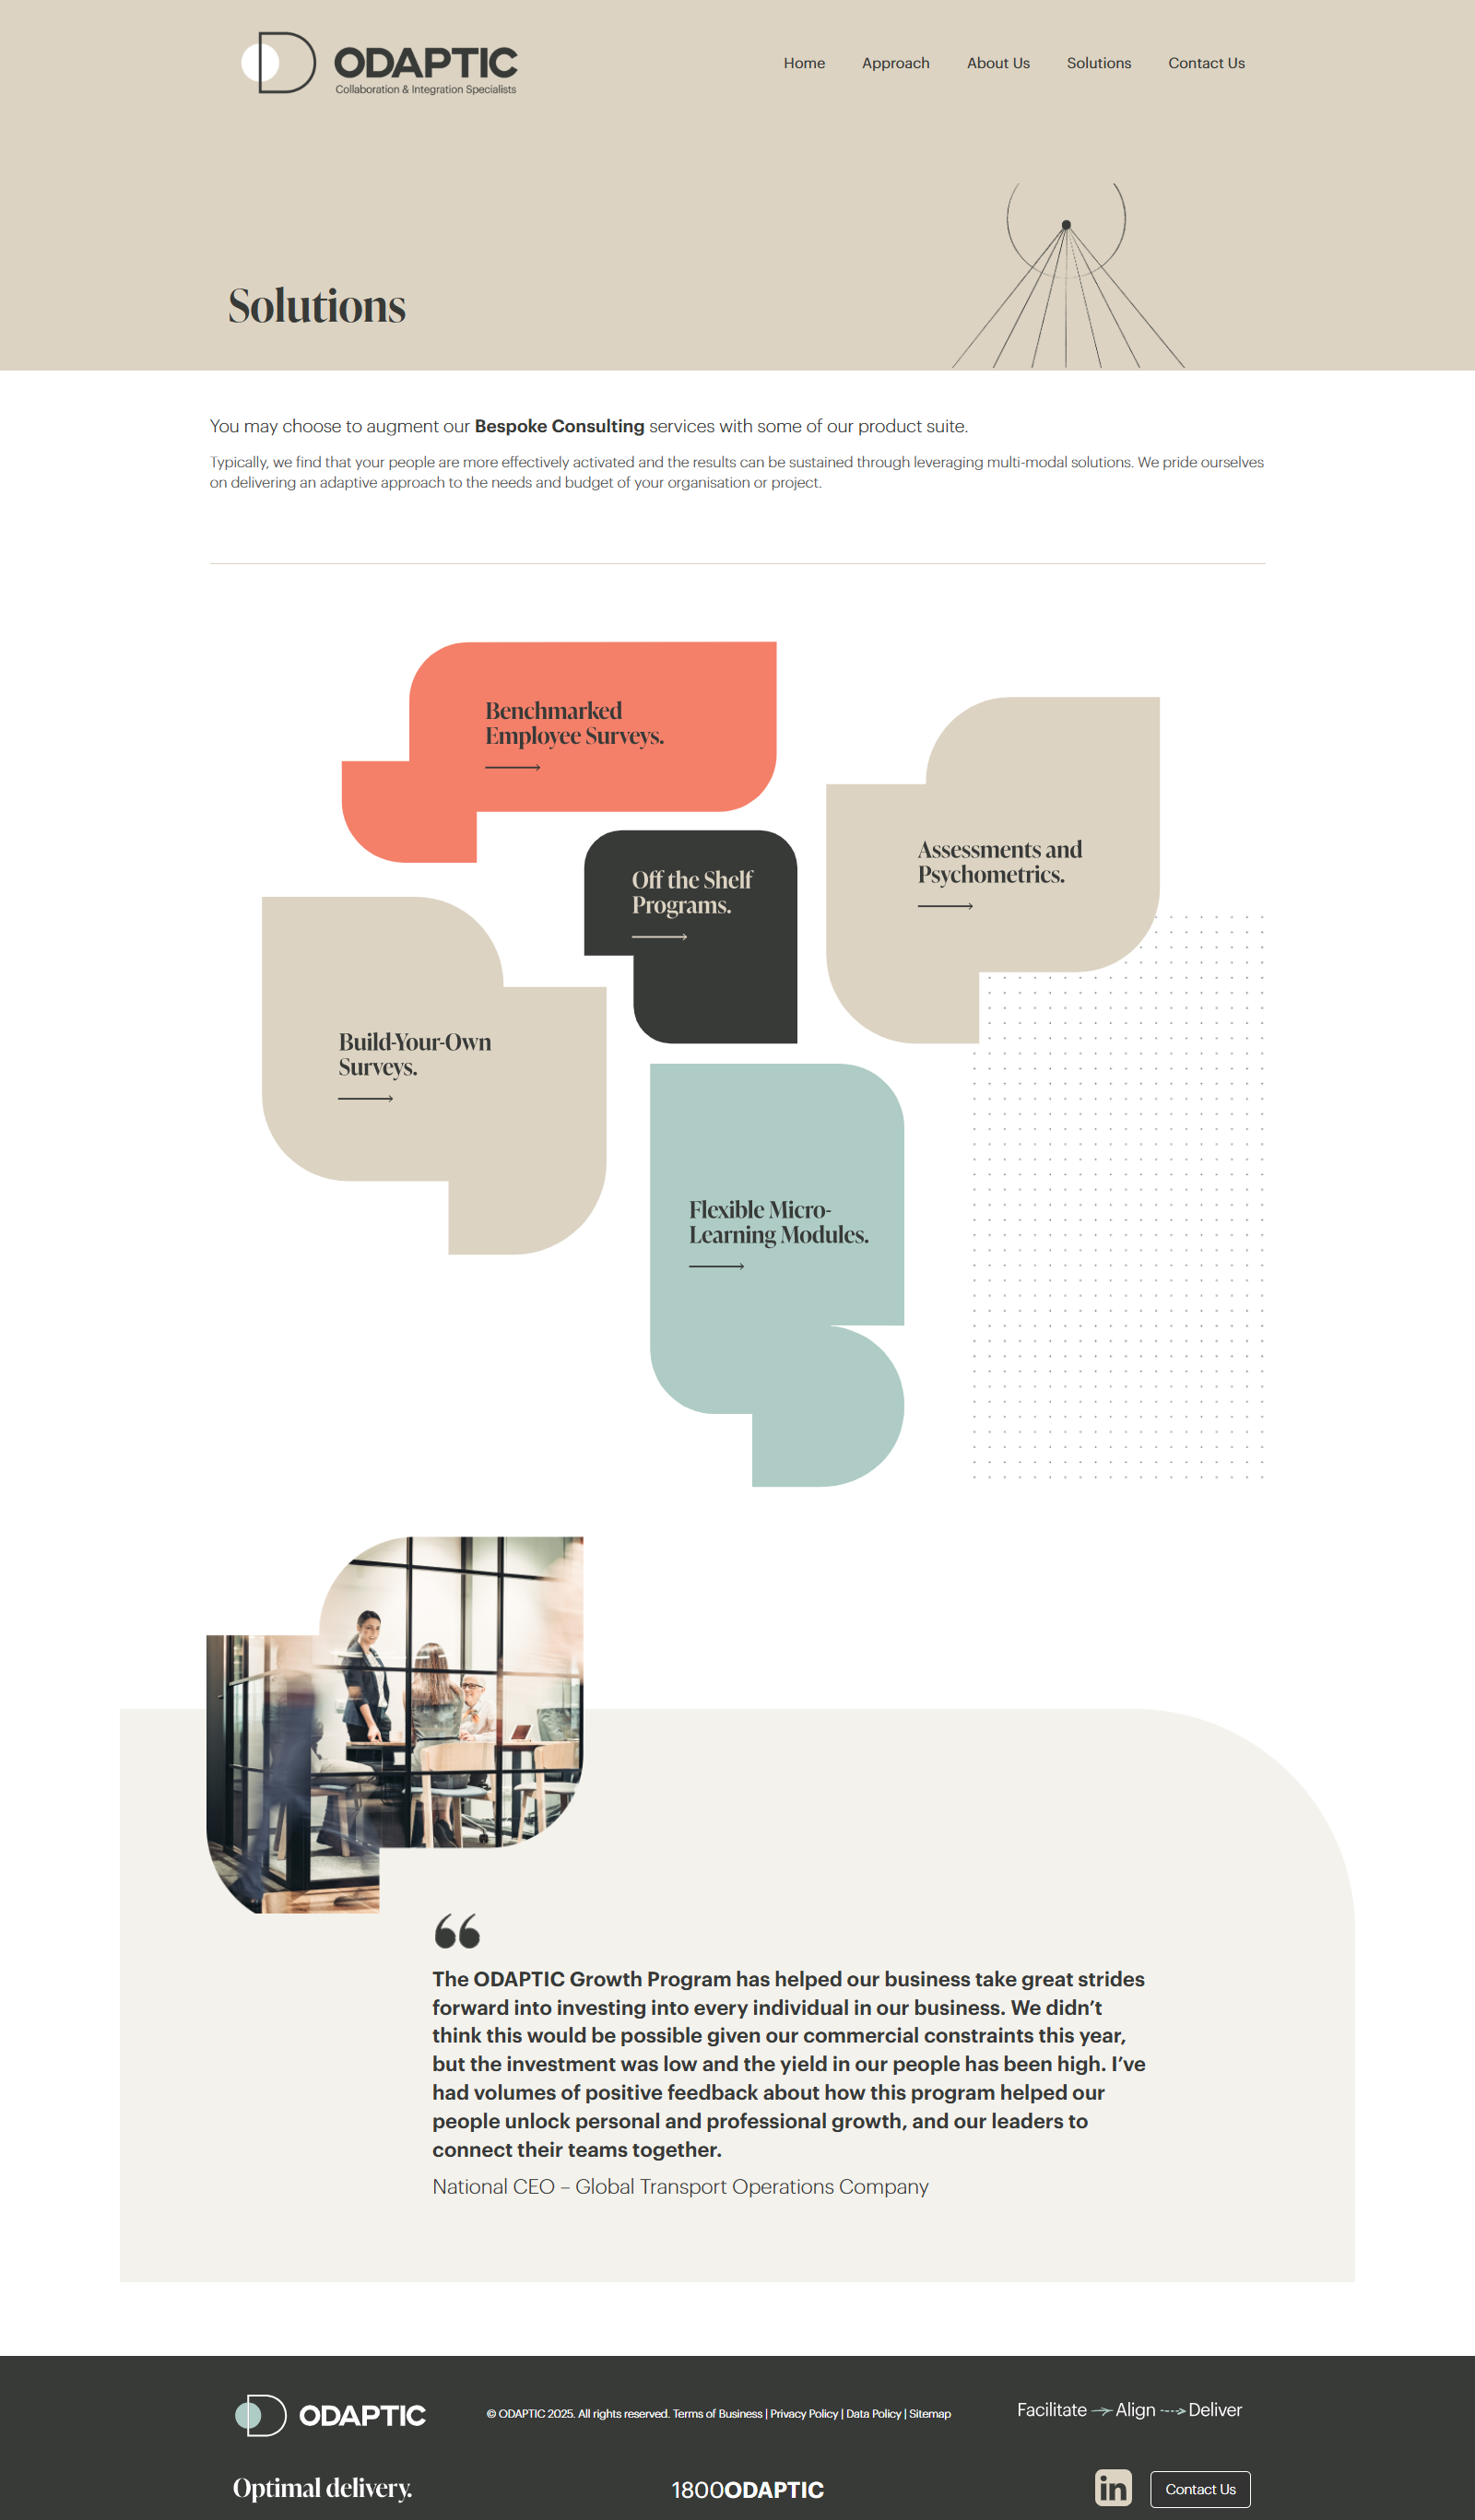 ODAPTIC
Collaboration & Integration Specialists
Home Approach About Us Solutions Contact Us
Solutions
You may choose to augment our Bespoke Consulting services with some of our product suite.
Typically, we find that your people are more effectively activated and the results can be sustained through leveraging multi-modal solutions. We pride ourselves
on delivering an adaptive approach to the needs and budget of your organisation or project.
Benchmarked
Employee Surveys.
Assessments and
Psychometrics.
Off the Shelf
Programs.
Build-Your-Own
Surveys.
Flexible Micro-
Learning Modules.
“
The ODAPTIC Growth Program has helped our business take great strides
forward into investing into every individual in our business. We didn’t
think this would be possible given our commercial constraints this year,
but the investment was low and the yield in our people has been high. I’ve
had volumes of positive feedback about how this program helped our
people unlock personal and professional growth, and our leaders to
connect their teams together.
National CEO – Global Transport Operations Company
ODAPTIC
© ODAPTIC 2025. All rights reserved. Terms of Business | Privacy Policy | Data Policy | Sitemap
Facilitate Align Deliver
Optimal delivery.
1800ODAPTIC
in
Contact Us